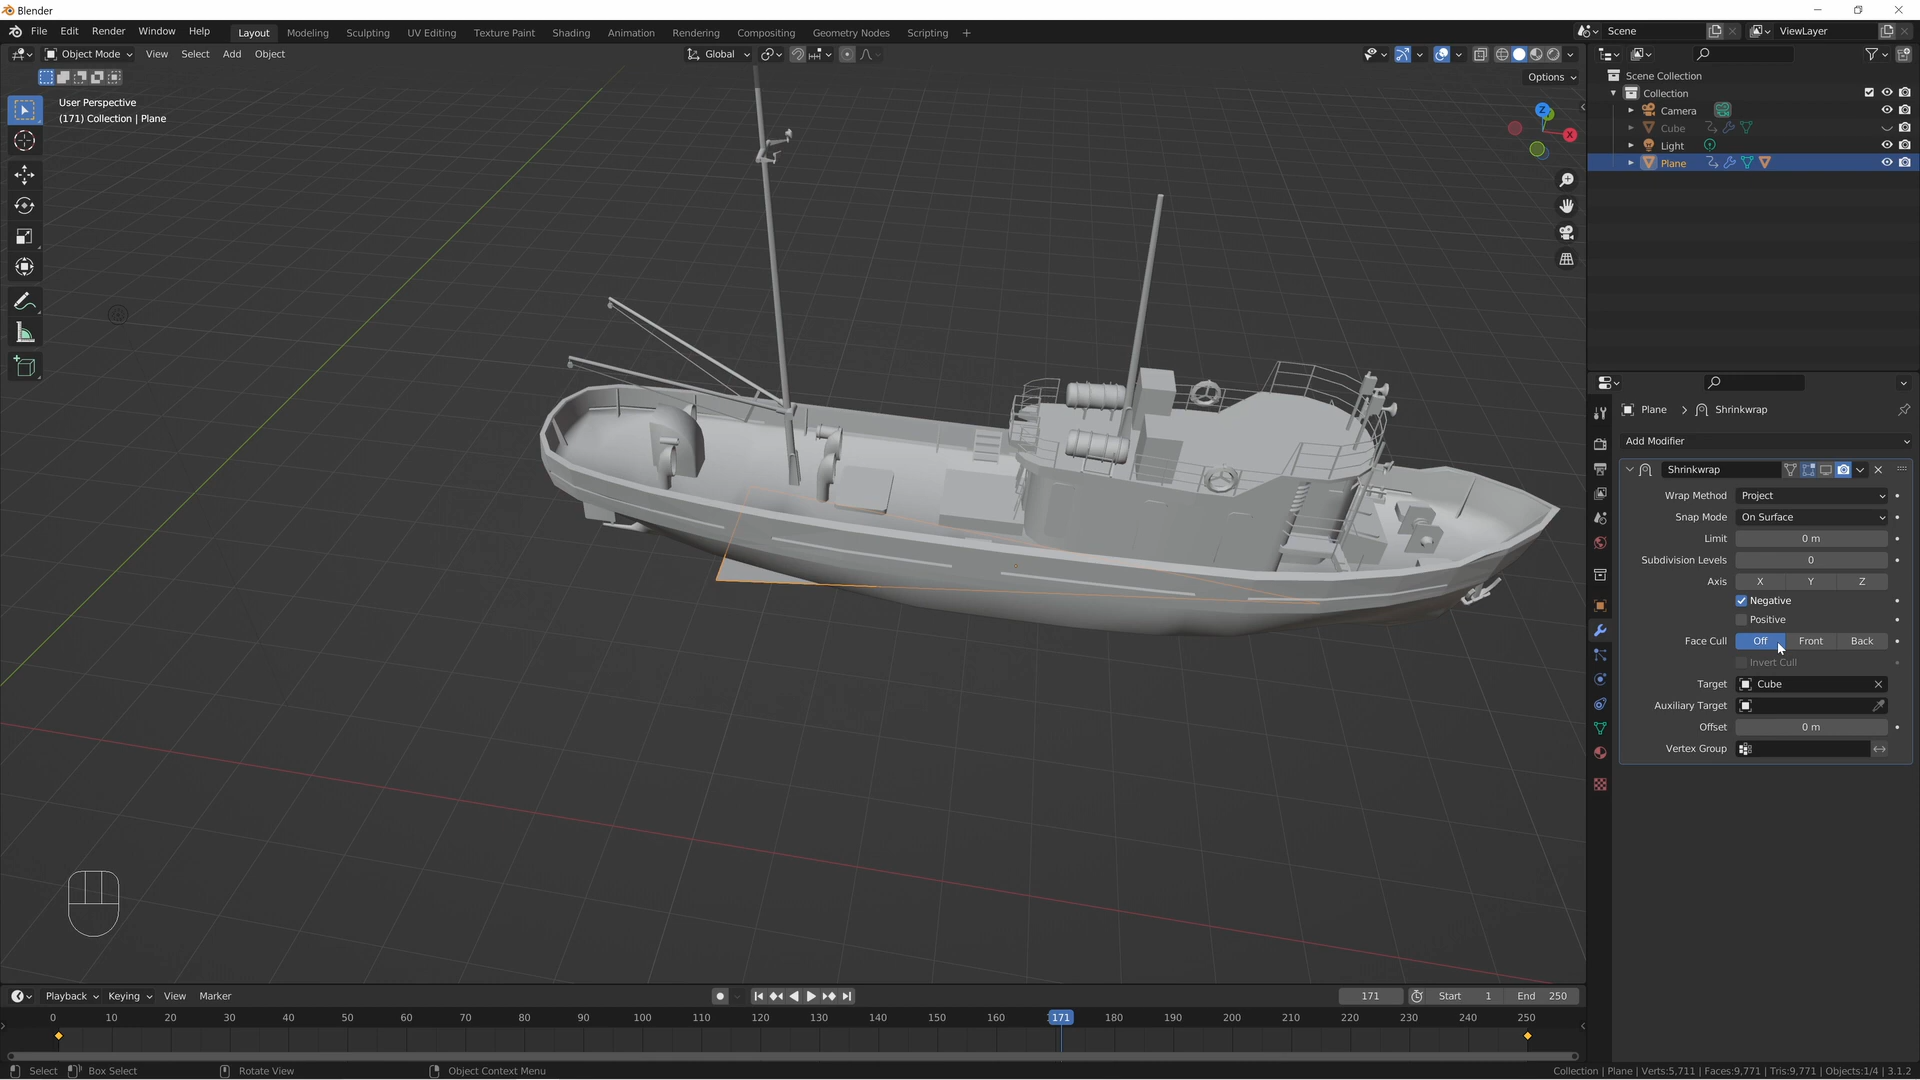 Blender
File Edit Render Window Help Layout Modeling Sculpting UV Editing Texture Paint Shading Animation Rendering Compositing Geometry Nodes Scripting +
Scene ViewLayer
Object Mode View Select Add Object Global
Options
User Perspective
(171) Collection | Plane
Z
X
Scene Collection
Collection
Camera
Cube
Light
Plane
Plane > Shrinkwrap
Add Modifier
Shrinkwrap
Wrap Method Project
Snap Mode On Surface
Limit 0 m
Subdivision Levels 0
Axis X Y Z
Negative
Positive
Face Cull Off Front Back
Invert Cull
Target Cube
Auxiliary Target
Offset 0 m
Vertex Group
Playback Keying View Marker 171 Start 1 End 250
0 10 20 30 40 50 60 70 80 90 100 110 120 130 140 150 160 171 180 190 200 210 220 230 240 250
Select Box Select Rotate View Object Context Menu Collection | Plane | Verts:5,711 | Faces:9,771 | Tris:9,771 | Objects:1/4 | 3.1.2